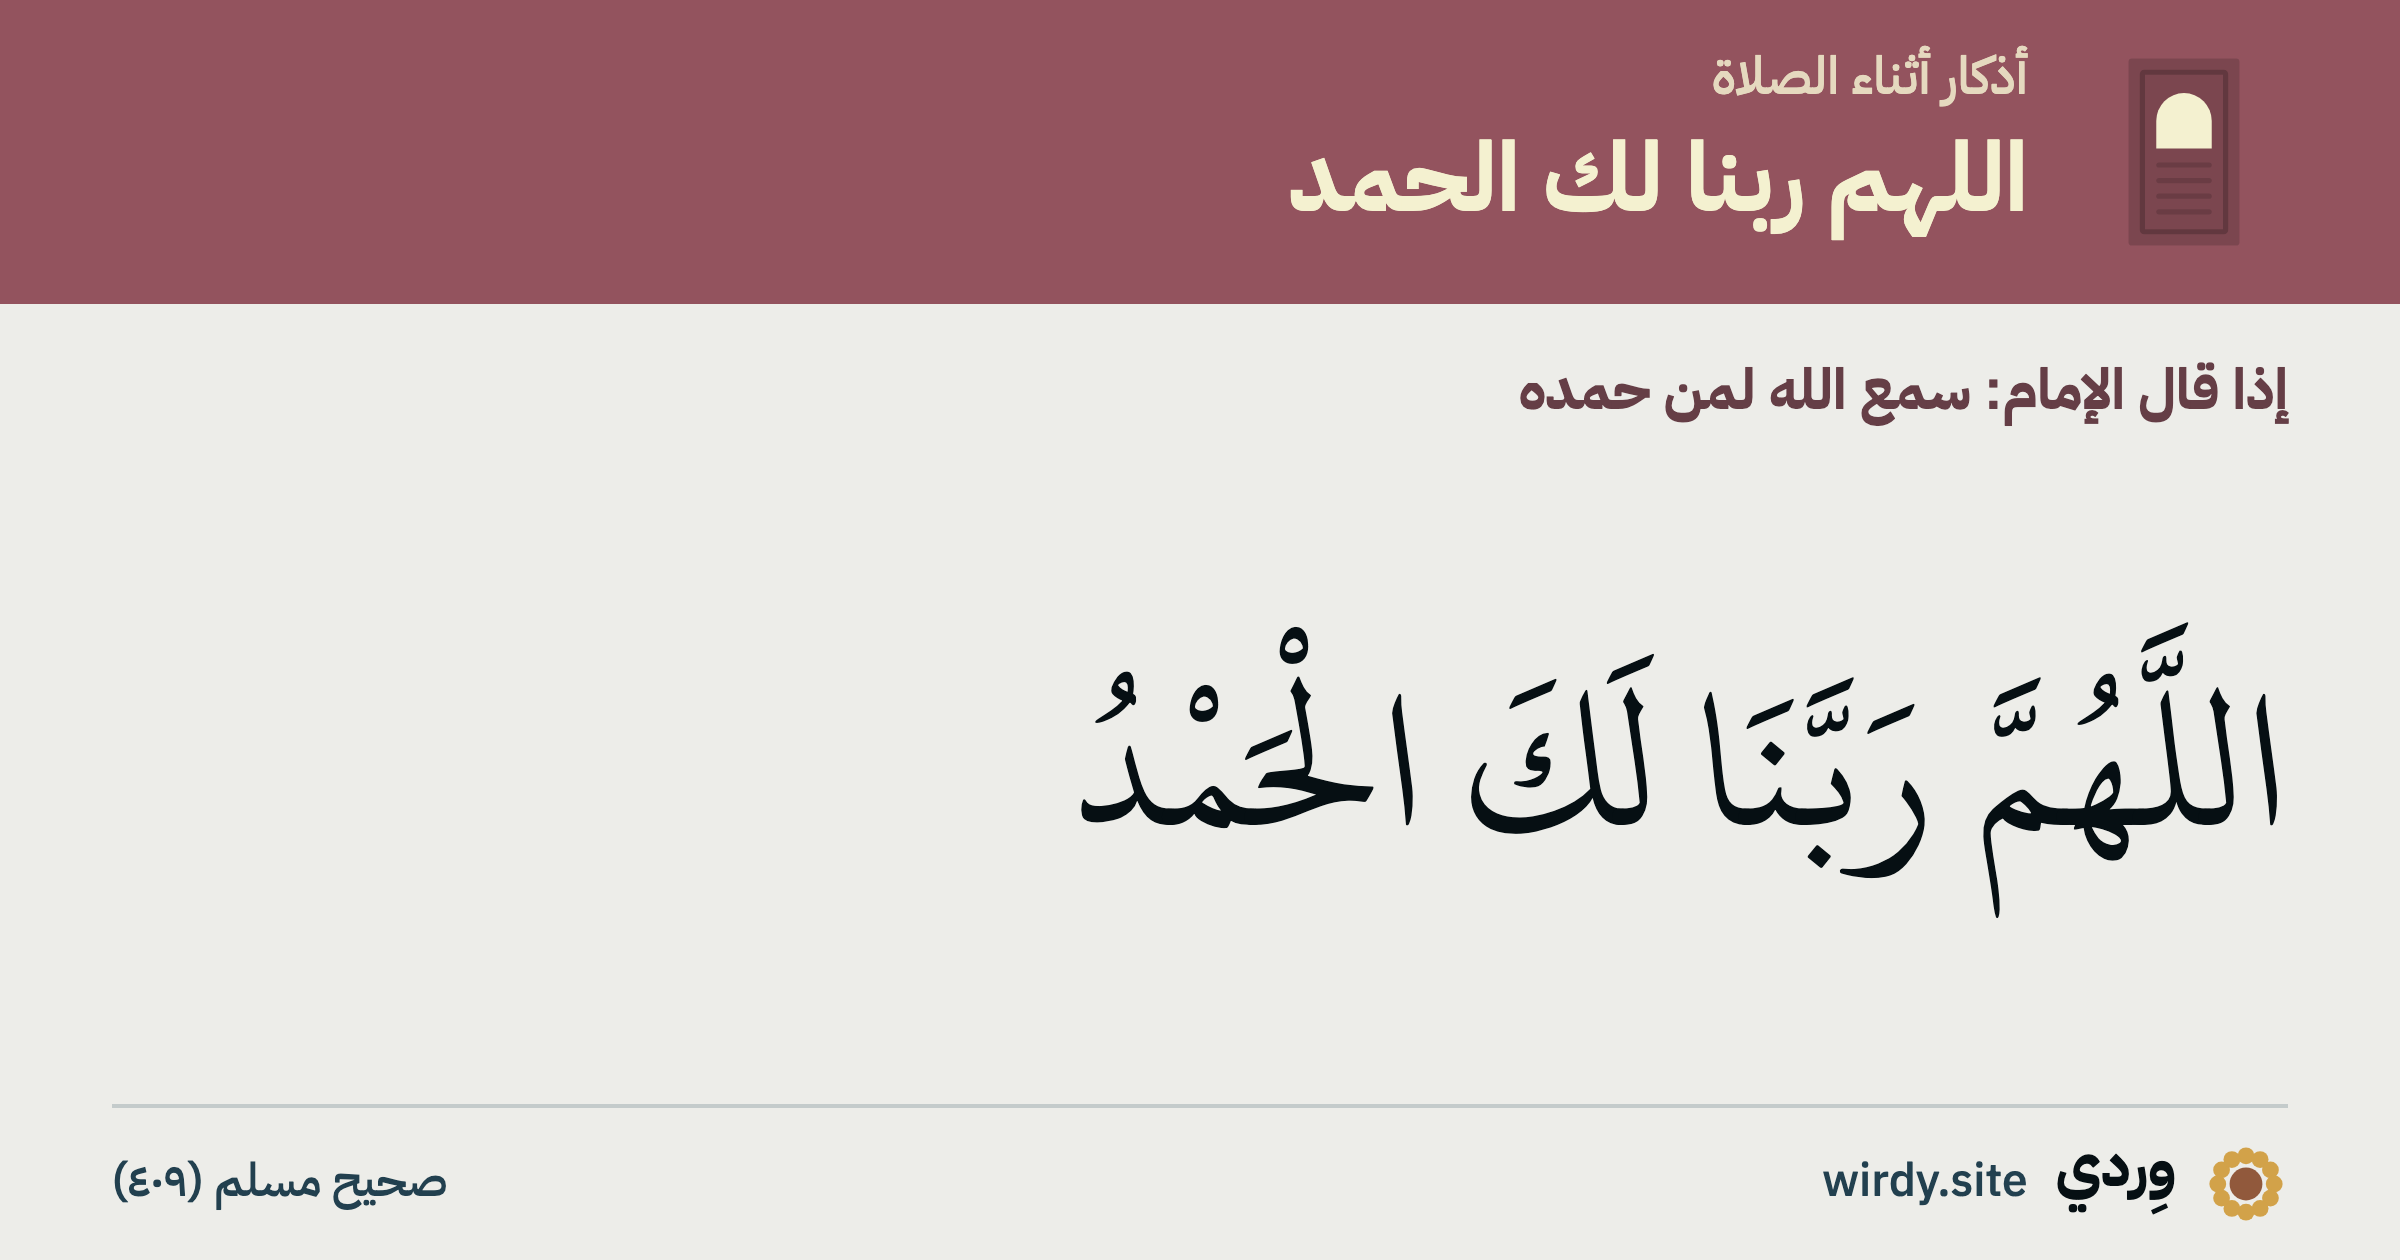 أذكار أثناء الصلاة
اللهم ربنا لك الحمد
إذا قال الإمام: سمع الله لمن حمده
اللَّهُمَّ رَبَّنَا لَكَ الْحَمْدُ
وِردي wirdy.site
صحيح مسلم (٤٠٩)